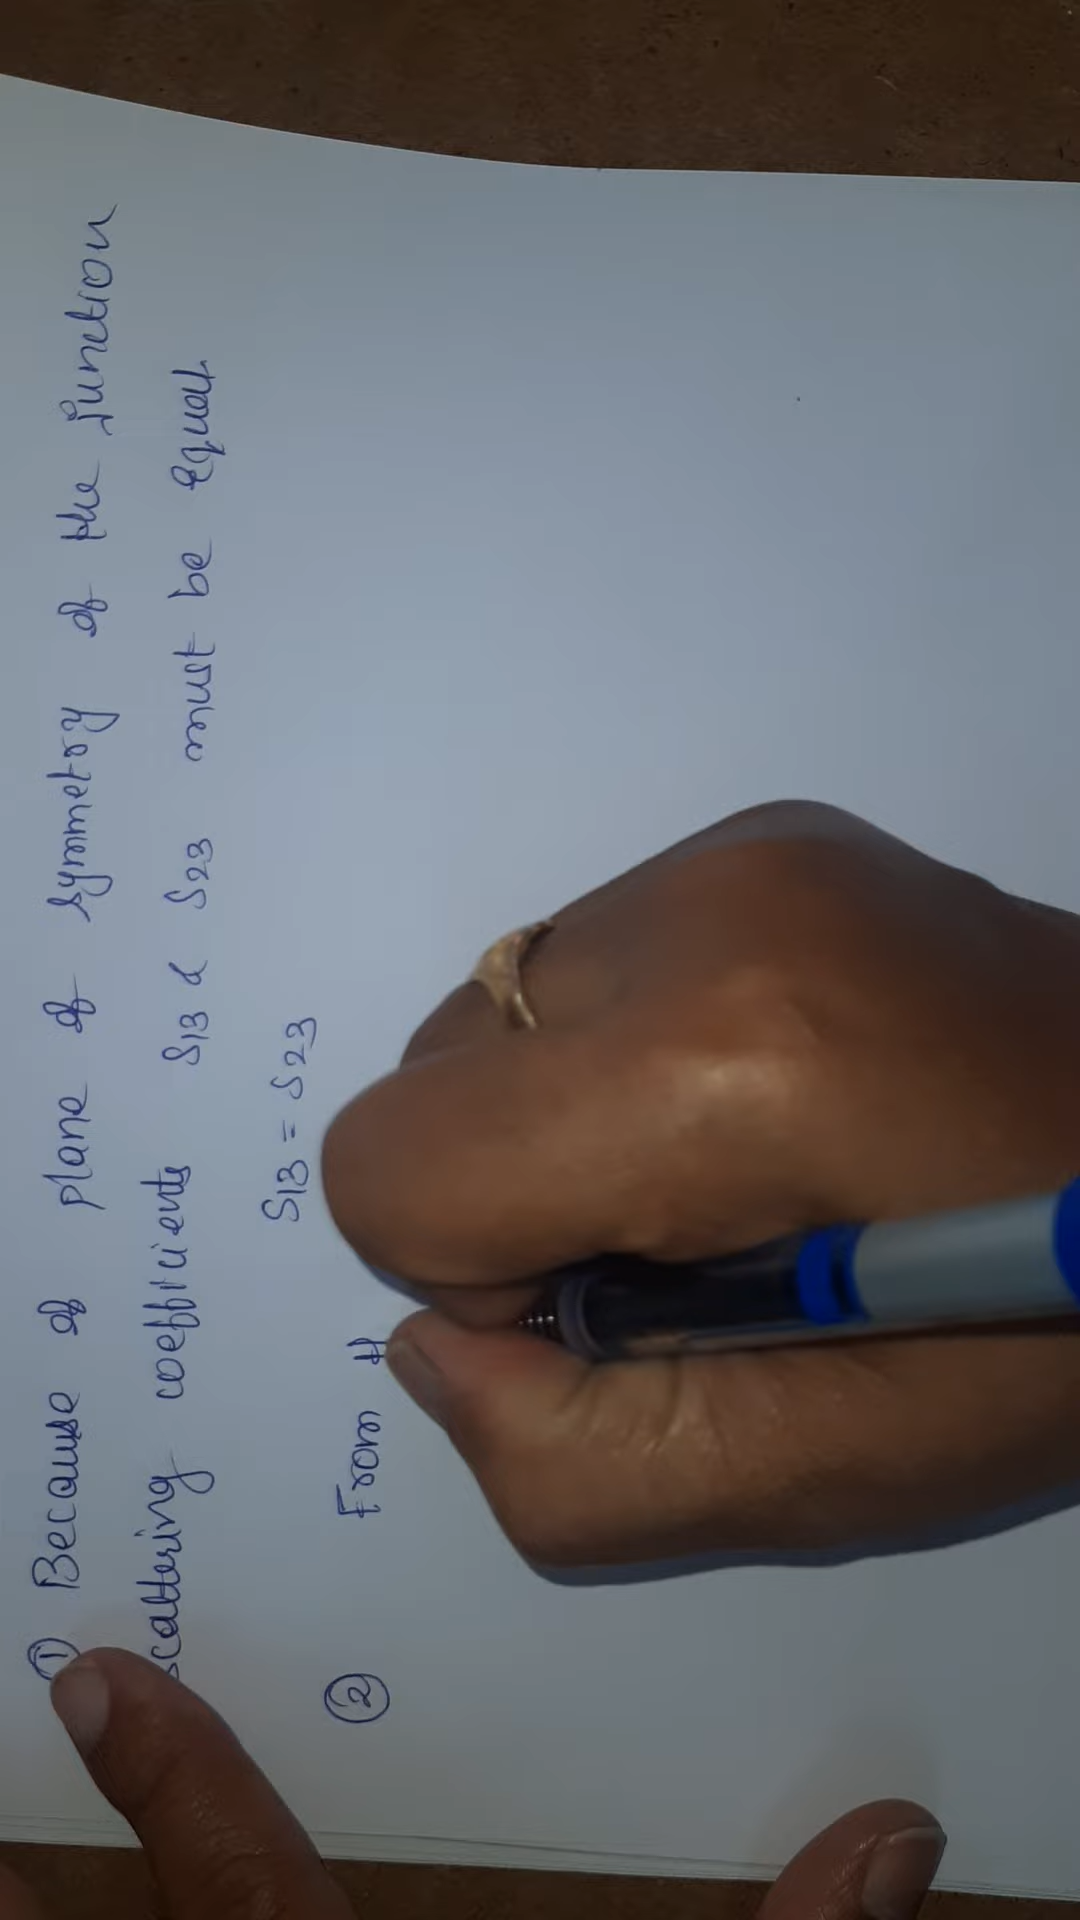 ① Because of plane of symmetry of the junction
scattering coefficients S13 & S23 must be equal
S13 = S23
② From